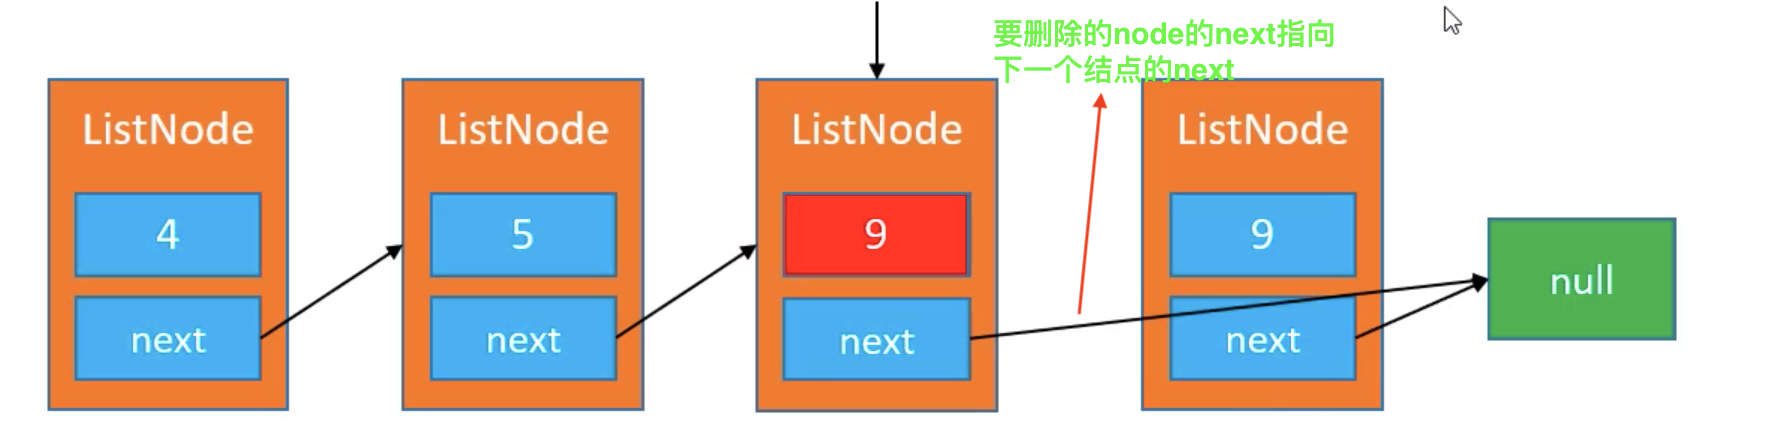 要删除的node的next指向
下一个结点的next
ListNode
ListNode
ListNode
ListNode
4
5
9
9
null
next
next
next
next